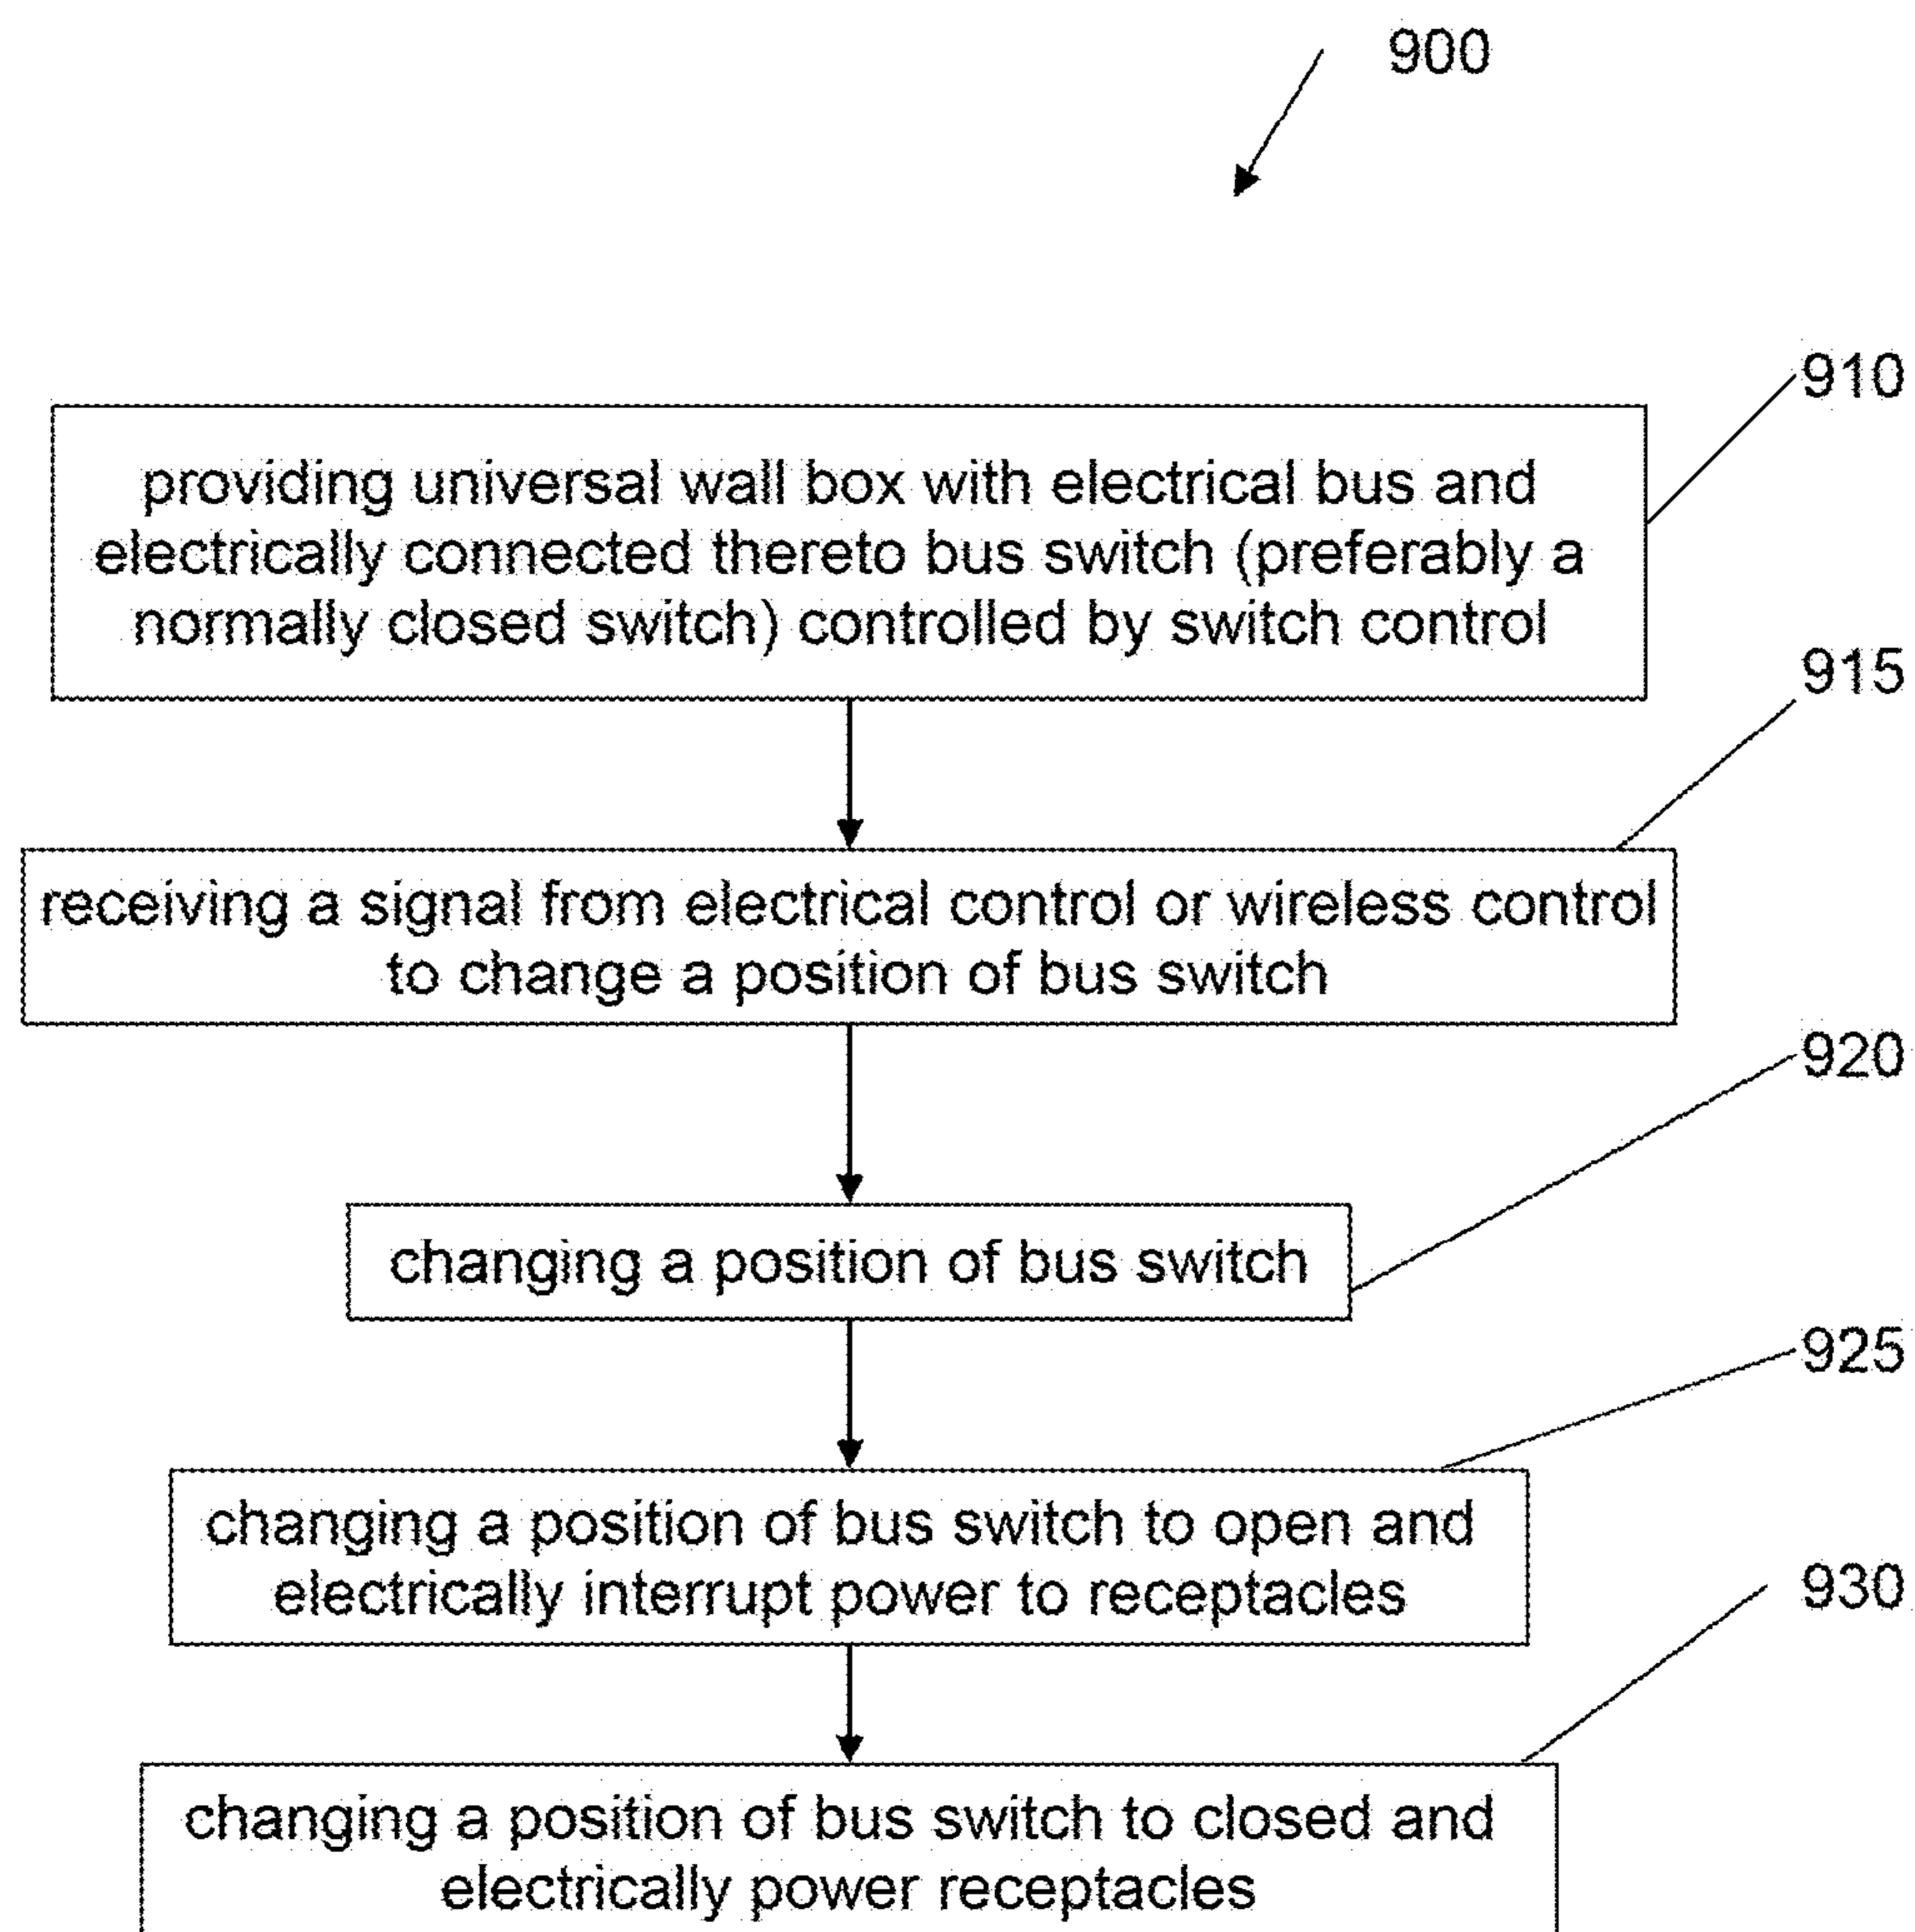 900
910
providing universal wall box with electrical bus and
electrically connected thereto bus switch (preferably a
normally closed switch) controlled by switch control
915
receiving a signal from electrical control or wireless control
to change a position of bus switch
920
changing a position of bus switch
925
changing a position of bus switch to open and
electrically interrupt power to receptacles
930
changing a position of bus switch to closed and
electrically power receptacles